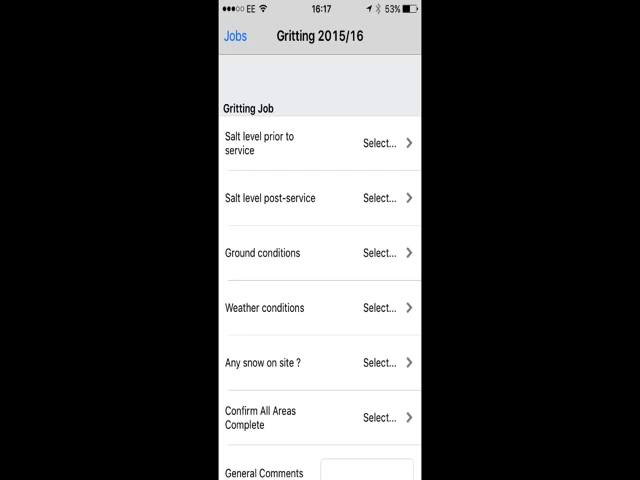 EE 16:17 53%
Jobs Gritting 2015/16
Gritting Job
Salt level prior to
service Select...
Salt level post-service Select...
Ground conditions Select...
Weather conditions Select...
Any snow on site ? Select...
Confirm All Areas
Complete Select...
General Comments